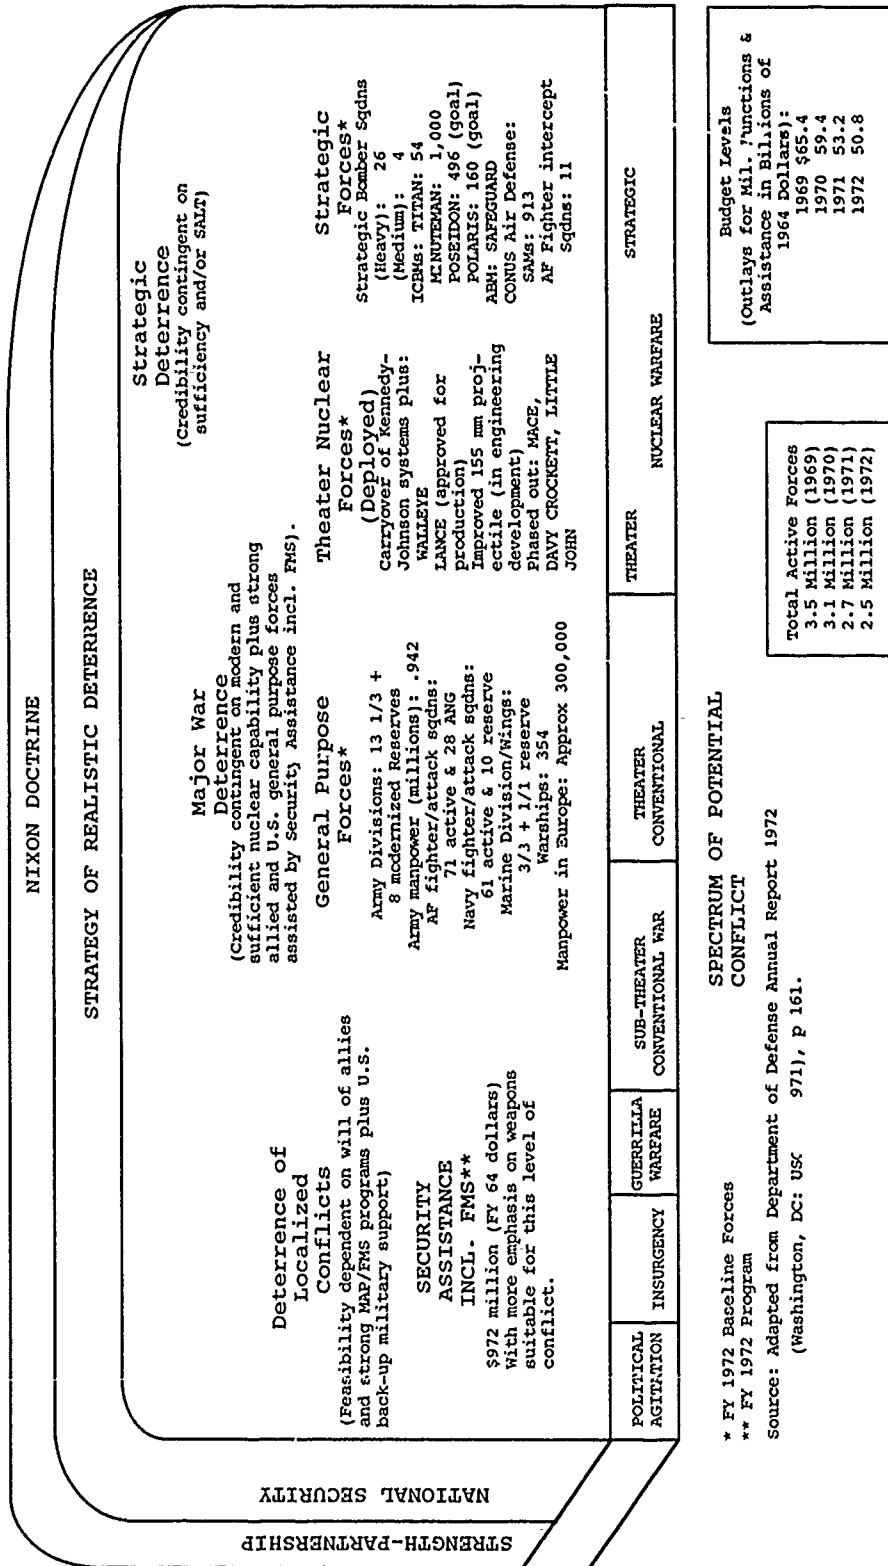 NIXON DOCTRINE
STRATEGY OF REALISTIC DETERRENCE
STRENGTH-PARTNERSHIP
NATIONAL SECURITY
Deterrence of
Localized
Conflicts
(Feasibility dependent on will of allies
and strong MAP/FMS programs plus U.S.
back-up military support)
SECURITY
ASSISTANCE
INCL. FMS**
$972 million (FY 64 dollars)
With more emphasis on weapons
suitable for this level of
conflict.
Major War
Deterrence
(Credibility contingent on modern and
sufficient nuclear capability plus strong
allied and U.S. general purpose forces
assisted by Security Assistance incl. FMS).
General Purpose
Forces*
Army Divisions: 13 1/3 +
8 modernized Reserves
Army manpower (millions): .942
AF fighter/attack sqdns:
71 active & 28 ANG
Navy fighter/attack sqdns:
61 active & 10 reserve
Marine Division/Wings:
3/3 + 1/1 reserve
Warships: 354
Manpower in Europe: Approx 300,000
Strategic
Deterrence
(Credibility contingent on
sufficiency and/or SALT)
Theater Nuclear
Forces*
(Deployed)
Carryover of Kennedy-
Johnson systems plus:
WALLEYE
LANCE (approved for
production)
Improved 155 mm proj-
ectile (in engineering
development)
Phased out: MACE,
DAVY CROCKETT, LITTLE
JOHN
Strategic
Forces*
Strategic Bomber Sqdns
(Heavy): 26
(Medium): 4
ICBMs: TITAN: 54
MINUTEMAN: 1,000
POSEIDON: 496 (goal)
POLARIS: 160 (goal)
ABM: SAFEGUARD
CONUS Air Defense:
SAMs: 913
AF Fighter intercept
Sqdns: 11
POLITICAL
AGITATION
INSURGENCY
GUERRILLA
WARFARE
SUB-THEATER
CONVENTIONAL WAR
THEATER
CONVENTIONAL
THEATER
STRATEGIC
NUCLEAR WARFARE
SPECTRUM OF POTENTIAL
CONFLICT
* FY 1972 Baseline Forces
** FY 1972 Program
Source: Adapted from Department of Defense Annual Report 1972
(Washington, DC: 971), p 161.
Total Active Forces
3.5 Million (1969)
3.1 Million (1970)
2.7 Million (1971)
2.5 Million (1972)
Budget Levels
(Outlays for Mil. Functions &
Assistance in Billions of
1964 Dollars):
1969 $65.4
1970 59.4
1971 53.2
1972 50.8